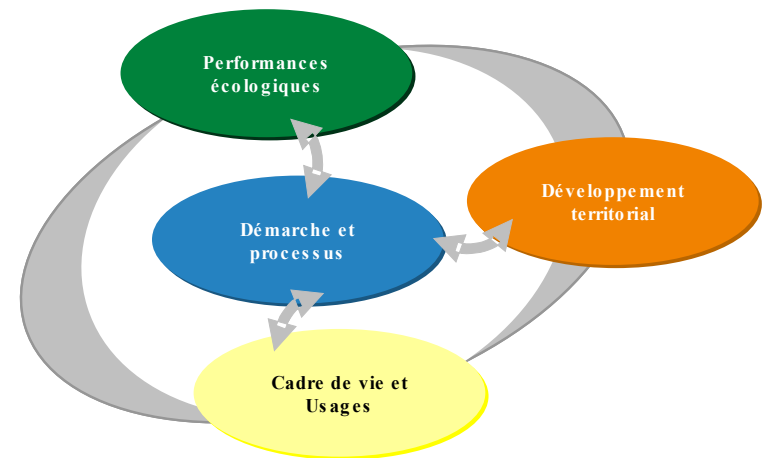 Performances
écologiques
Développement
territorial
Démarche et
processus
Cadre de vie et
Usages